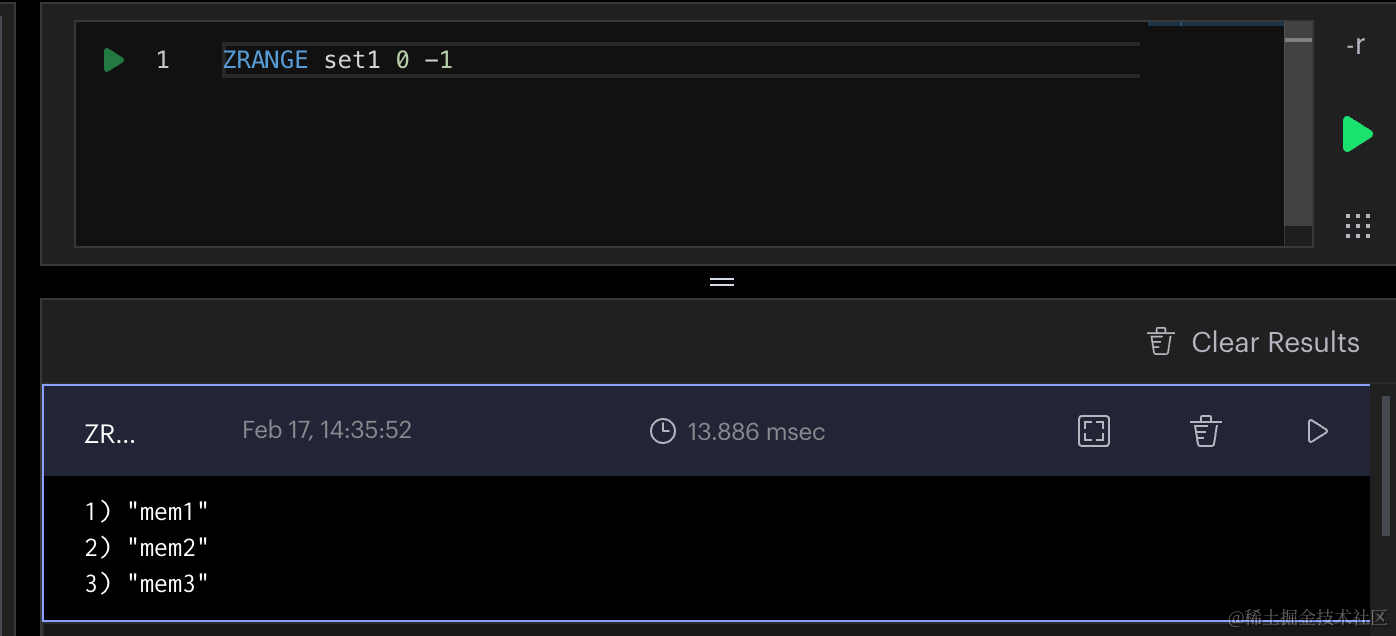 1 ZRANGE set1 0 -1
-r
Clear Results
ZR... Feb 17, 14:35:52 13.886 msec
1) "mem1"
2) "mem2"
3) "mem3"
@稀土掘金技术社区